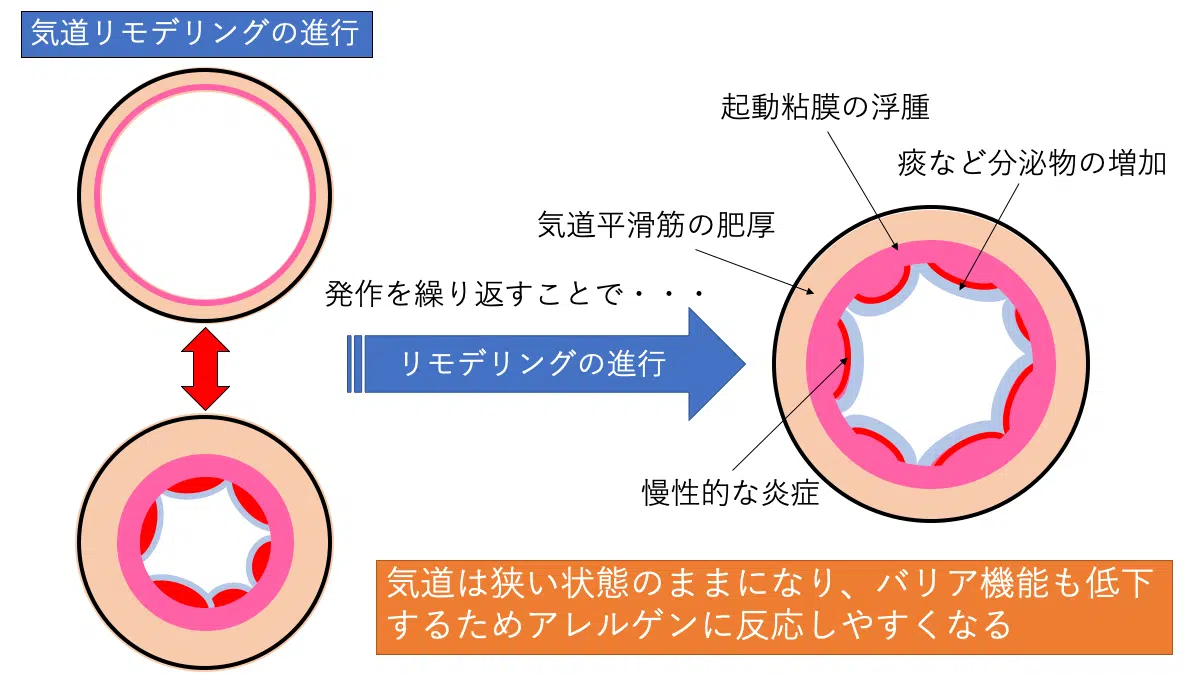 気道リモデリングの進行
起動粘膜の浮腫
痰など分泌物の増加
気道平滑筋の肥厚
発作を繰り返すことで・・・
リモデリングの進行
慢性的な炎症
気道は狭い状態のままになり、バリア機能も低下
するためアレルゲンに反応しやすくなる